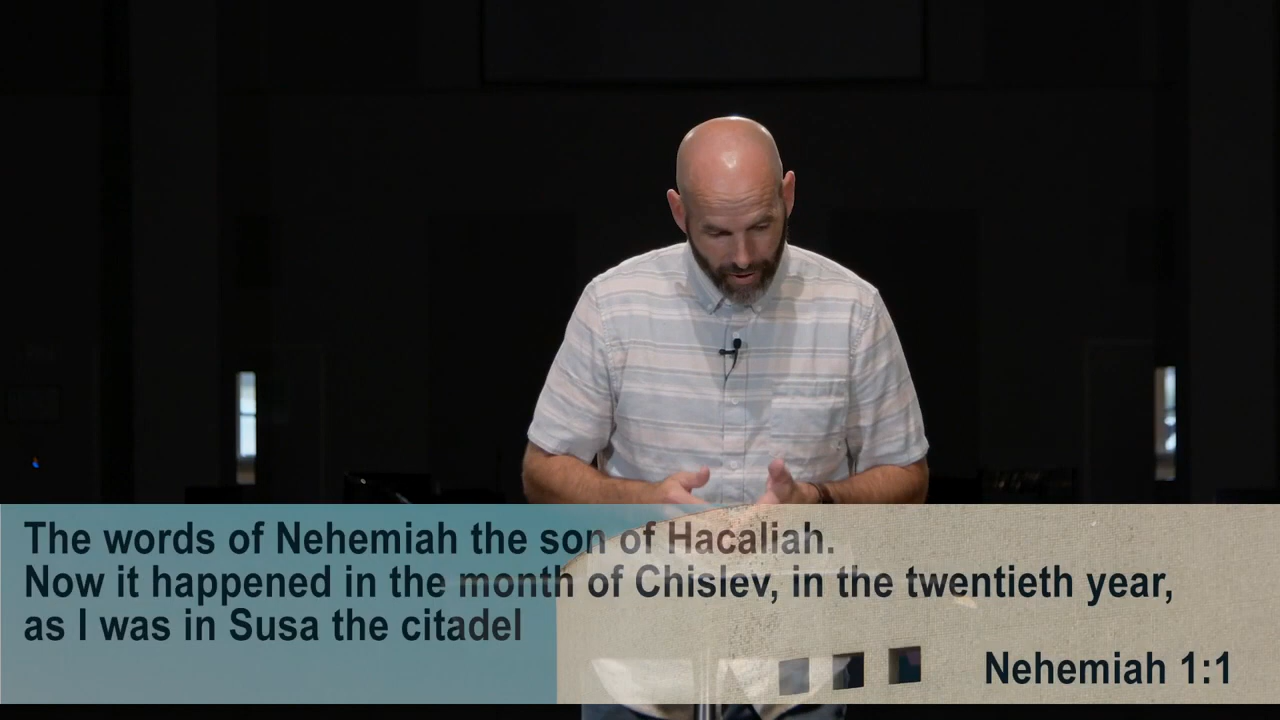 The words of Nehemiah the son of Hacaliah.
Now it happened in the month of Chislev, in the twentieth year,
as I was in Susa the citadel
Nehemiah 1:1